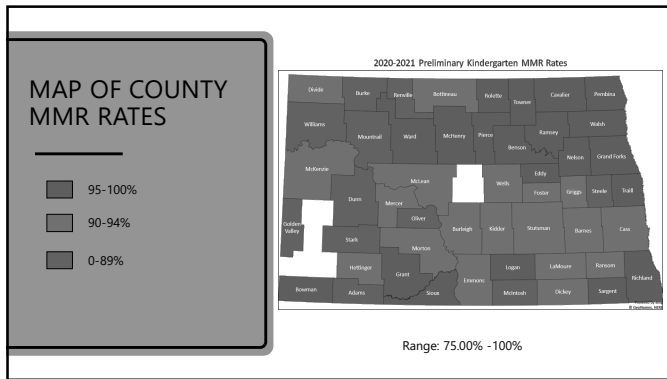 MAP OF COUNTY
MMR RATES
95-100%
90-94%
0-89%
2020-2021 Preliminary Kindergarten MMR Rates
Divide
Burke
Renville
Bottineau
Rolette
Towner
Cavalier
Pembina
Williams
Mountrail
Ward
McHenry
Pierce
Benson
Ramsey
Walsh
Nelson
Grand Forks
McKenzie
McLean
Wells
Eddy
Foster
Griggs
Steele
Traill
Dunn
Mercer
Oliver
Golden
Valley
Stark
Morton
Burleigh
Kidder
Stutsman
Barnes
Cass
Hettinger
Grant
Emmons
Logan
LaMoure
Ransom
Richland
Bowman
Adams
Sioux
McIntosh
Dickey
Sargent
© GeoNames, HERE
Range: 75.00% -100%